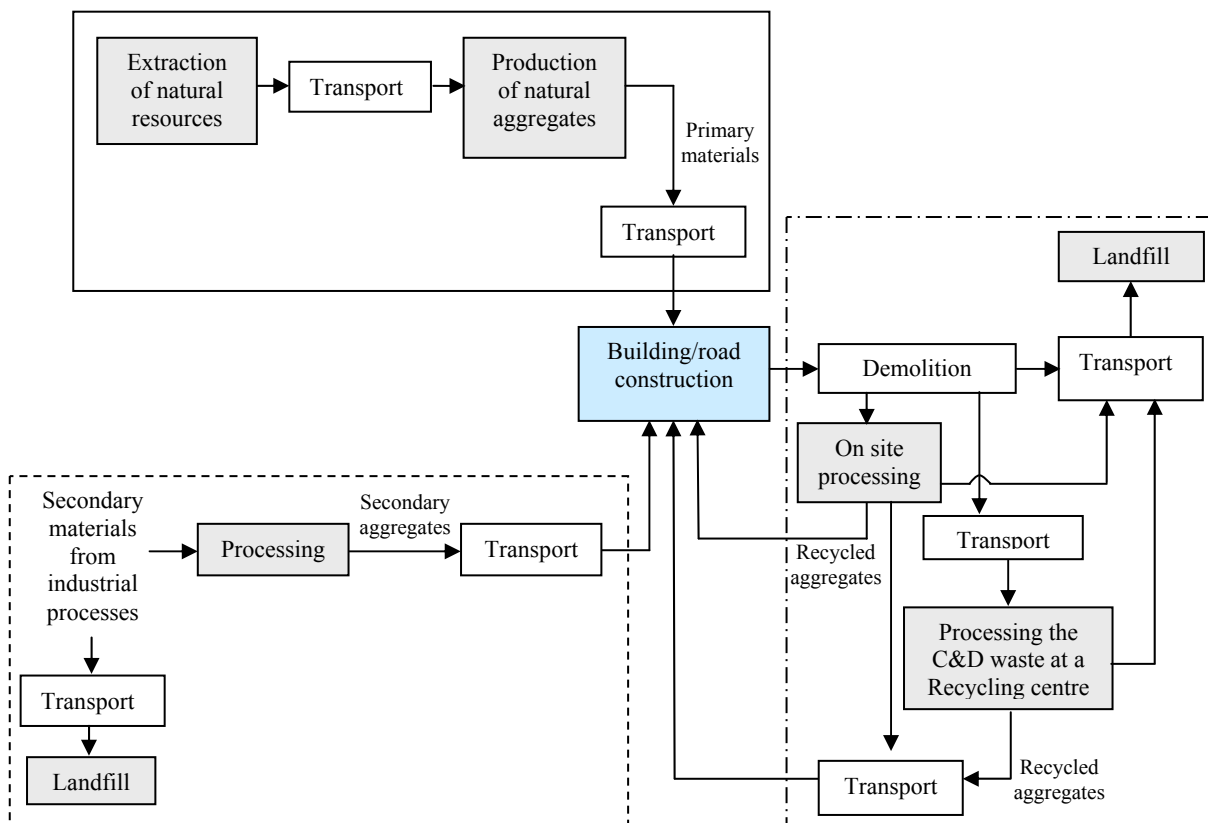 Extraction
of natural
resources
Transport
Production
of natural
aggregates
Primary
materials
Transport
Landfill
Building/road
construction
Demolition
Transport
On site
processing
Secondary
materials
from
industrial
processes
Processing
Secondary
aggregates
Transport
Recycled
aggregates
Transport
Processing the
C&D waste at a
Recycling centre
Transport
Landfill
Transport
Recycled
aggregates